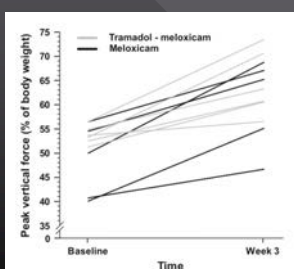 Tramadol - meloxicam
Meloxicam
Peak vertical force (% of body weight)
75
70
65
60
55
50
45
40
35
0
Baseline
Week 3
Time